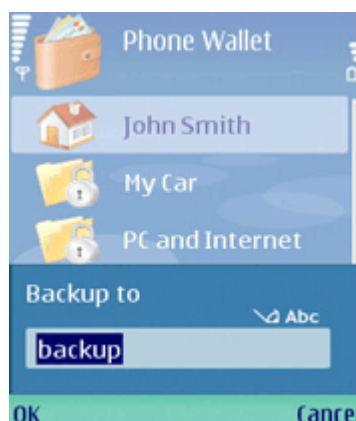 Phone Wallet
John Smith
My Car
PC and Internet
Backup to
Abc
backup
OK Cance